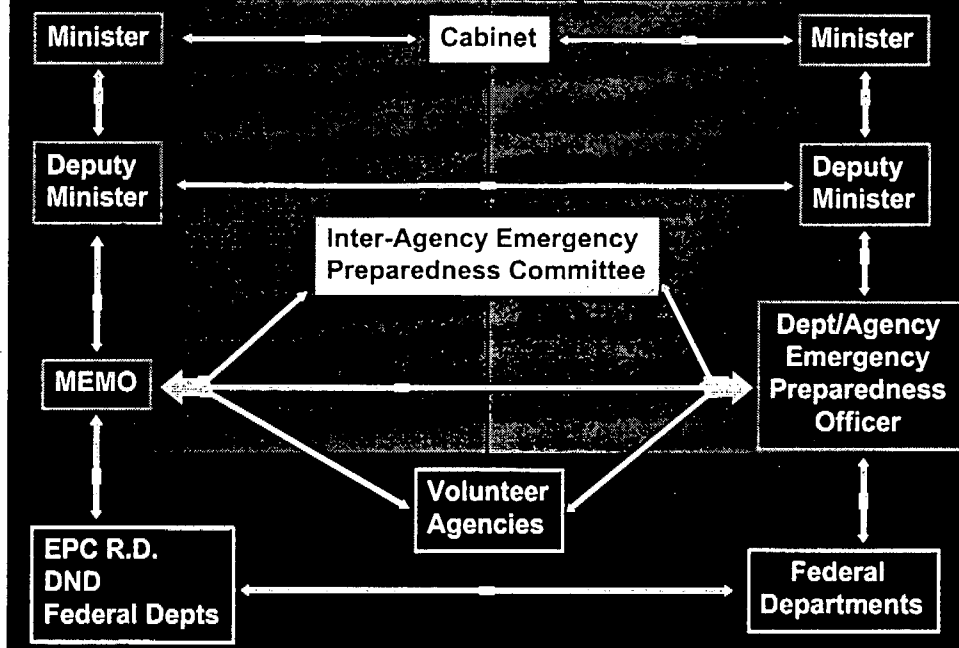 Minister
Cabinet
Minister
Deputy
Minister
Deputy
Minister
Inter-Agency Emergency
Preparedness Committee
MEMO
Dept/Agency
Emergency
Preparedness
Officer
Volunteer
Agencies
EPC R.D.
DND
Federal Depts
Federal
Departments